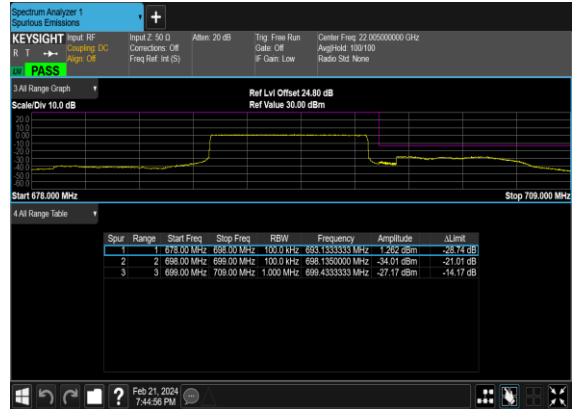 Spectrum Analyzer 1
Spurious Emissions
KEYSIGHT Input: RF Input Z: 50 Ω Atten: 20 dB Trig: Free Run Center Freq: 22.005000000 GHz
R T Coupling: DC Corrections: Off Gate: Off Avg|Hold: 100/100
Align: Off Freq Ref: Int (S) IF Gain: Low Radio Std: None
PASS
3 All Range Graph
Ref Lvl Offset 24.80 dB
Scale/Div 10.0 dB Ref Value 30.00 dBm
20.0
10.0
0.00
-10.0
-20.0
-30.0
-40.0
-50.0
-60.0
Start 678.000 MHz Stop 709.000 MHz
4 All Range Table
Spur Range Start Freq Stop Freq RBW Frequency Amplitude ΔLimit
1 1 678.00 MHz 698.00 MHz 100.0 kHz 693.1333333 MHz 1.262 dBm -28.74 dB
2 2 698.00 MHz 699.00 MHz 100.0 kHz 698.1350000 MHz -34.01 dBm -21.01 dB
3 3 699.00 MHz 709.00 MHz 1.000 MHz 699.4333333 MHz -27.17 dBm -14.17 dB
? Feb 21, 2024
7:44:56 PM